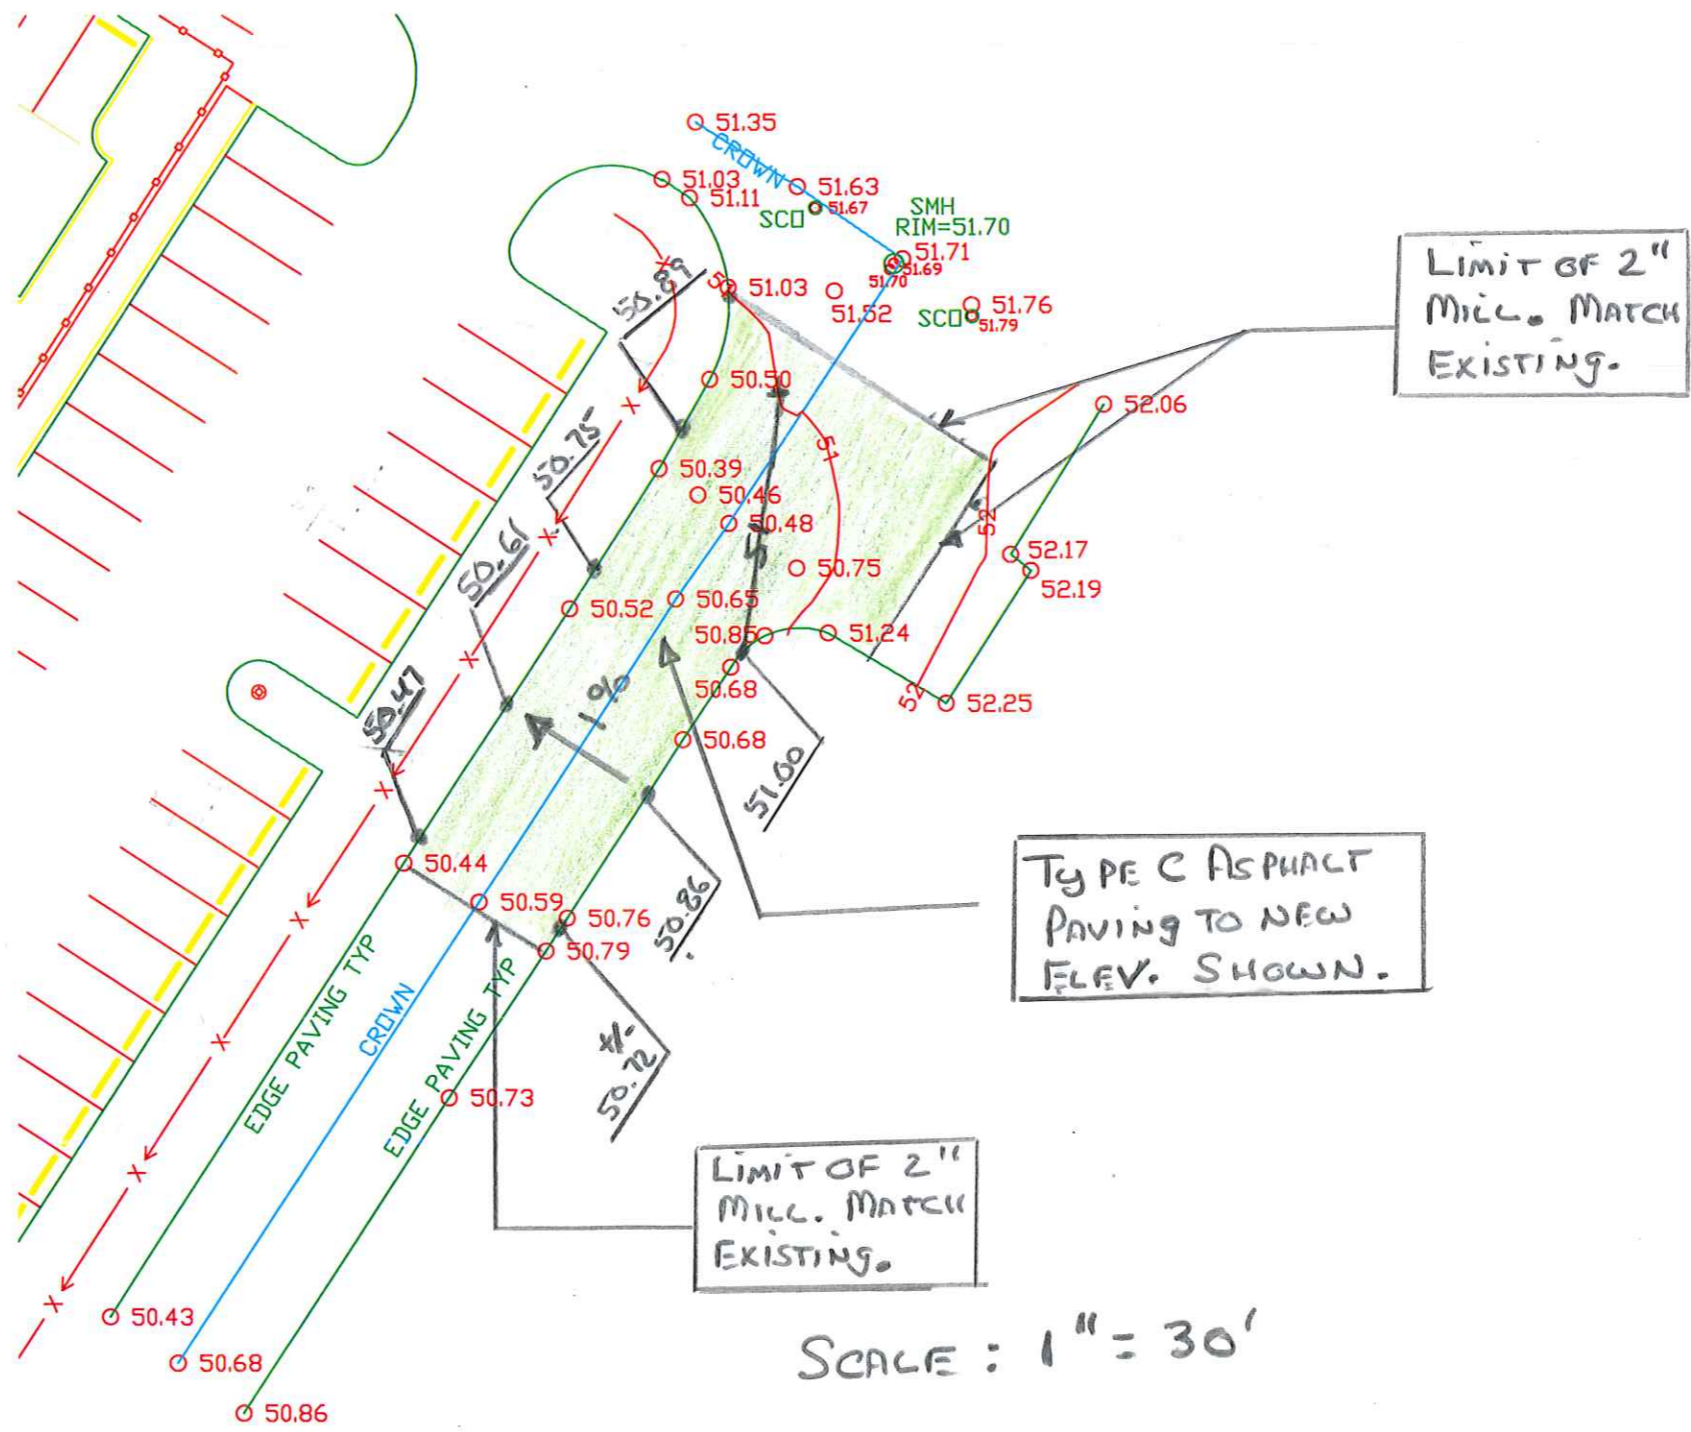 51.35
CROWN
51.03
51.11
51.63
SCO
51.67
SMH
RIM=51.70
51.71
51.69
51.70
51.03
51.52
51.76
SCO
51.79
LIMIT OF 2"
MILL. MATCH
EXISTING.
50.89
50.50
52.06
51
50.75
50.39
50.46
50.48
52
50.61
50.75
52.17
52.19
50.52
50.65
50.85
51.24
50.68
52
52.25
50.47
1%
50.68
51.00
50.44
50.59
50.76
50.79
50.86
TYPE C ASPHALT
PAVING TO NEW
ELEV. SHOWN.
EDGE PAVING TYP
CROWN
EDGE PAVING TYP
+/-
50.72
50.73
LIMIT OF 2"
MILL. MATCH
EXISTING.
50.43
50.68
50.86
SCALE: 1"=30'
X
X
X
X
X
X
X
X
X
X